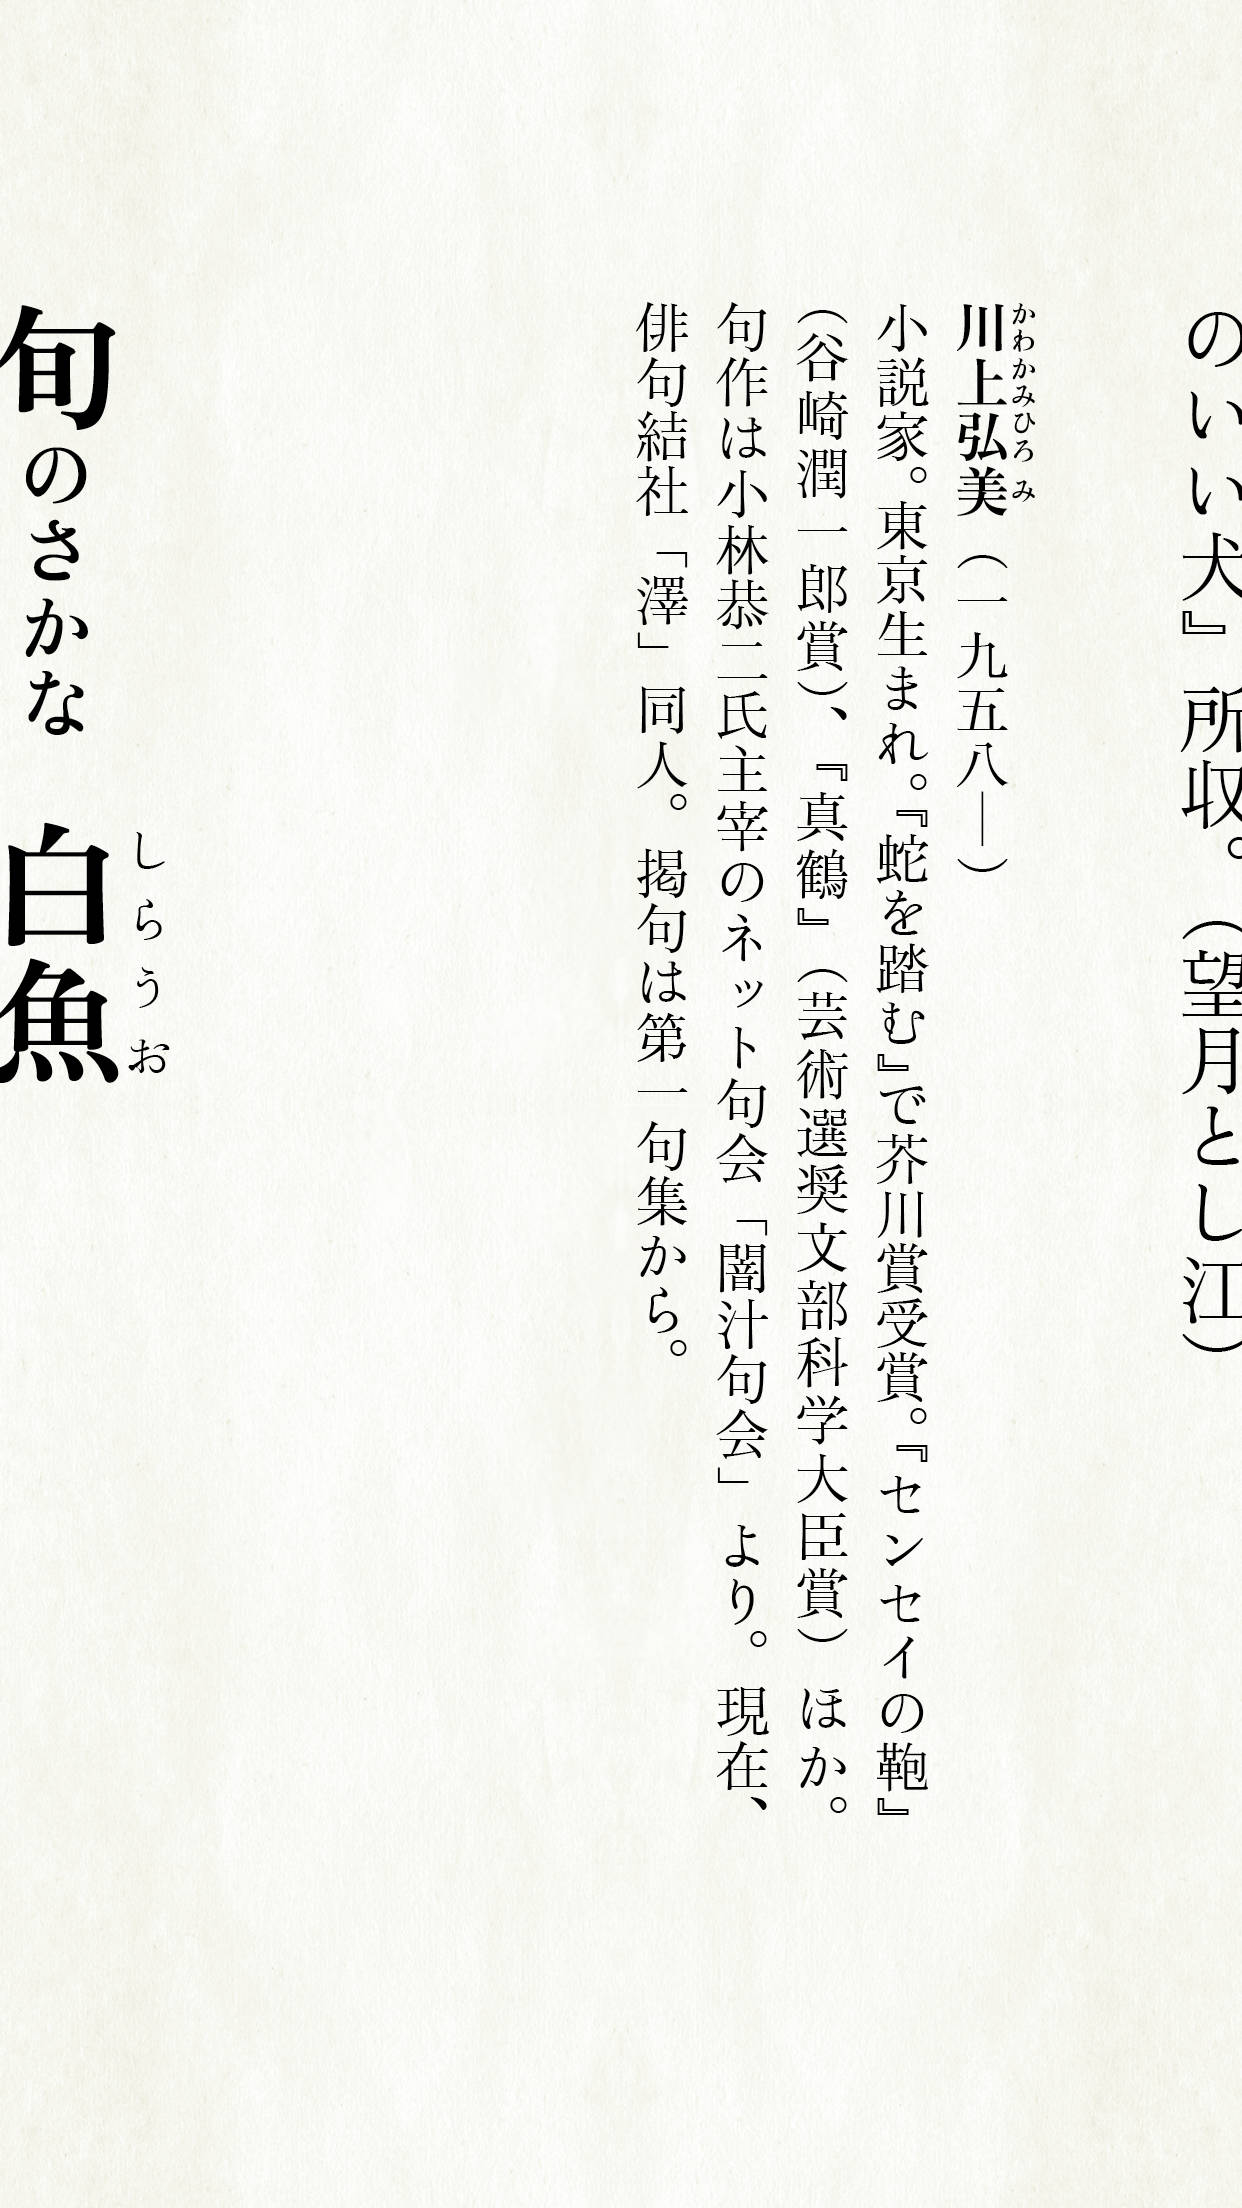 のいい犬』所収。（望月とし江）
川上弘美（一九五八―）
かわかみひろみ
小説家。東京生まれ。『蛇を踏む』で芥川賞受賞。『センセイの鞄』
（谷崎潤一郎賞）、『真鶴』（芸術選奨文部科学大臣賞）ほか。
句作は小林恭二氏主宰のネット句会「闇汁句会」より。現在、
俳句結社「澤」同人。掲句は第一句集から。
旬のさかな 白魚
しらうお